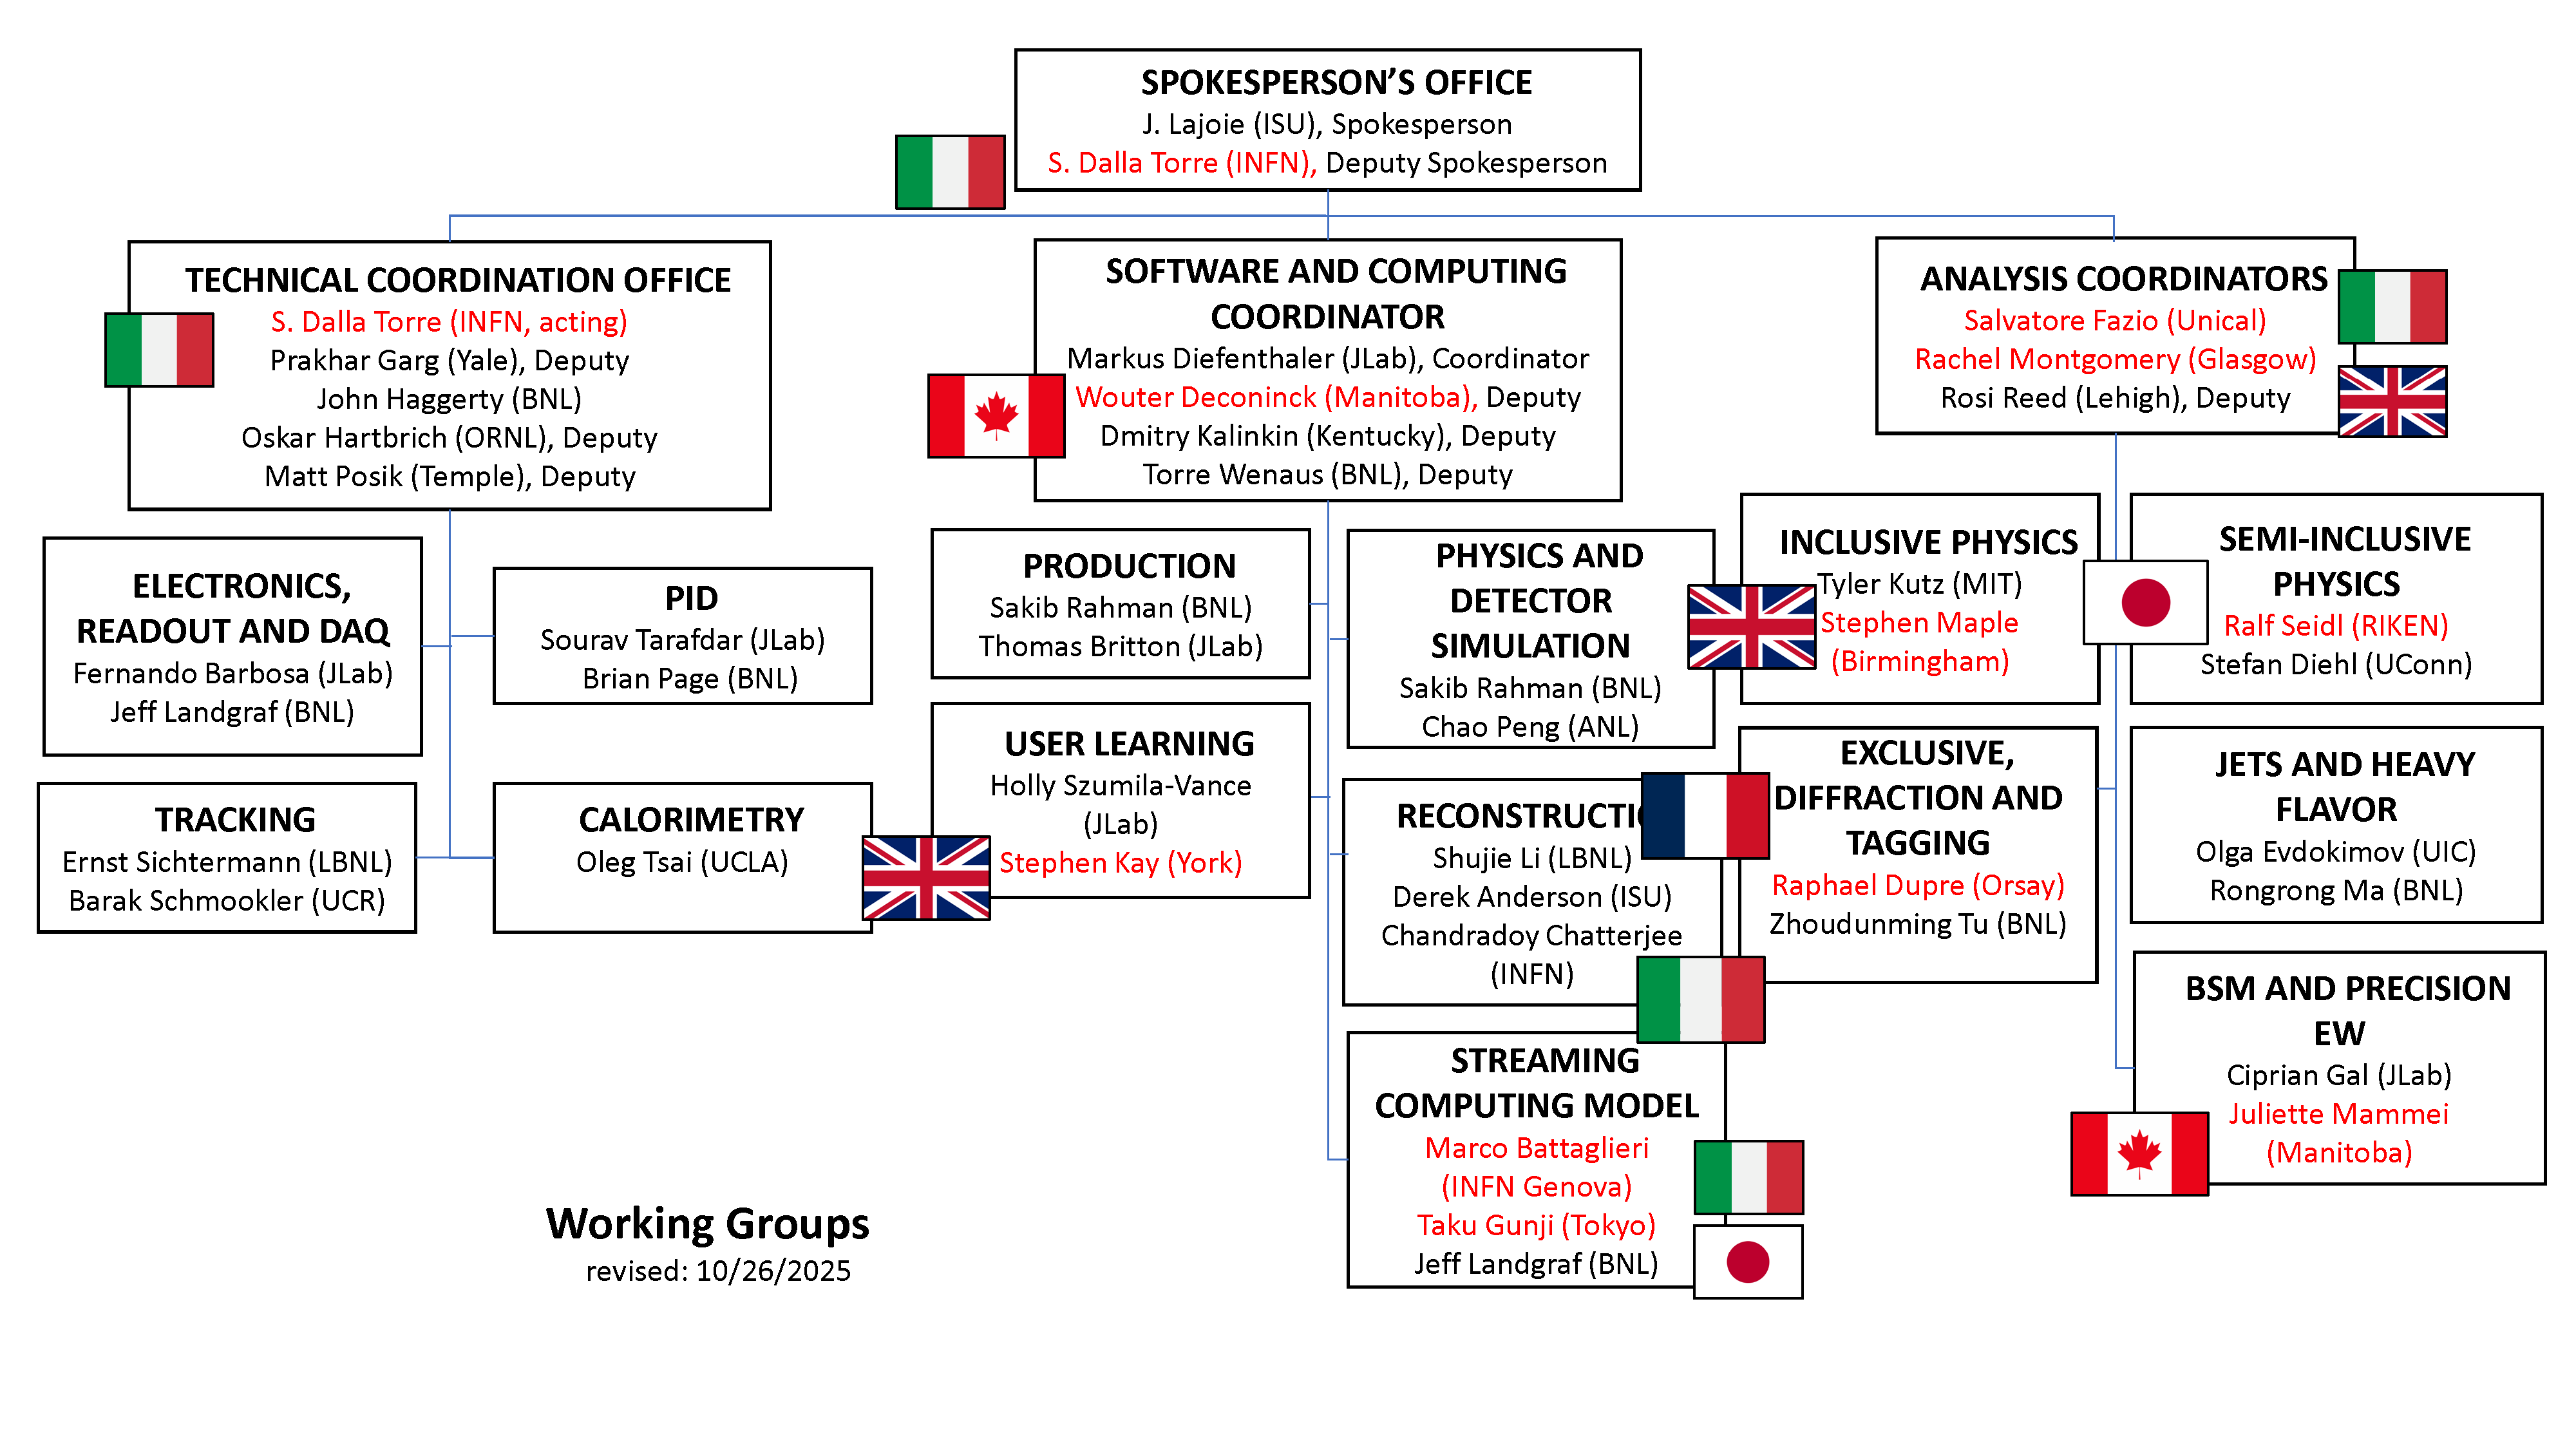 SPOKESPERSON'S OFFICE
J. Lajoie (ISU), Spokesperson
S. Dalla Torre (INFN), Deputy Spokesperson
TECHNICAL COORDINATION OFFICE
S. Dalla Torre (INFN, acting)
Prakhar Garg (Yale), Deputy
John Haggerty (BNL)
Oskar Hartbrich (ORNL), Deputy
Matt Posik (Temple), Deputy
SOFTWARE AND COMPUTING
COORDINATOR
Markus Diefenthaler (JLab), Coordinator
Wouter Deconinck (Manitoba), Deputy
Dmitry Kalinkin (Kentucky), Deputy
Torre Wenaus (BNL), Deputy
ANALYSIS COORDINATORS
Salvatore Fazio (Unical)
Rachel Montgomery (Glasgow)
Rosi Reed (Lehigh), Deputy
ELECTRONICS,
READOUT AND DAQ
Fernando Barbosa (JLab)
Jeff Landgraf (BNL)
PID
Sourav Tarafdar (JLab)
Brian Page (BNL)
TRACKING
Ernst Sichtermann (LBNL)
Barak Schmookler (UCR)
CALORIMETRY
Oleg Tsai (UCLA)
PRODUCTION
Sakib Rahman (BNL)
Thomas Britton (JLab)
PHYSICS AND
DETECTOR
SIMULATION
Sakib Rahman (BNL)
Chao Peng (ANL)
USER LEARNING
Holly Szumila-Vance
(JLab)
Stephen Kay (York)
RECONSTRUCTI
Shujie Li (LBNL)
Derek Anderson (ISU)
Chandradoy Chatterjee
(INFN)
STREAMING
COMPUTING MODEL
Marco Battaglieri
(INFN Genova)
Taku Gunji (Tokyo)
Jeff Landgraf (BNL)
INCLUSIVE PHYSICS
Tyler Kutz (MIT)
Stephen Maple
(Birmingham)
SEMI-INCLUSIVE
PHYSICS
Ralf Seidl (RIKEN)
Stefan Diehl (UConn)
EXCLUSIVE,
DIFFRACTION AND
TAGGING
Raphael Dupre (Orsay)
Zhoudunming Tu (BNL)
JETS AND HEAVY
FLAVOR
Olga Evdokimov (UIC)
Rongrong Ma (BNL)
BSM AND PRECISION
EW
Ciprian Gal (JLab)
Juliette Mammei
(Manitoba)
Working Groups
revised: 10/26/2025